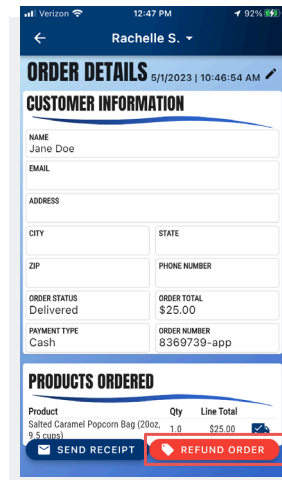 Verizon 12:47 PM 92%
Rachelle S.
ORDER DETAILS 5/1/2023 | 10:46:54 AM
CUSTOMER INFORMATION
NAME
Jane Doe
EMAIL
ADDRESS
CITY STATE
ZIP PHONE NUMBER
ORDER STATUS ORDER TOTAL
Delivered $25.00
PAYMENT TYPE ORDER NUMBER
Cash 8369739-app
PRODUCTS ORDERED
Product Qty Line Total
Salted Caramel Popcorn Bag (20oz, 1.0 $25.00
9.5 cups)
SEND RECEIPT REFUND ORDER